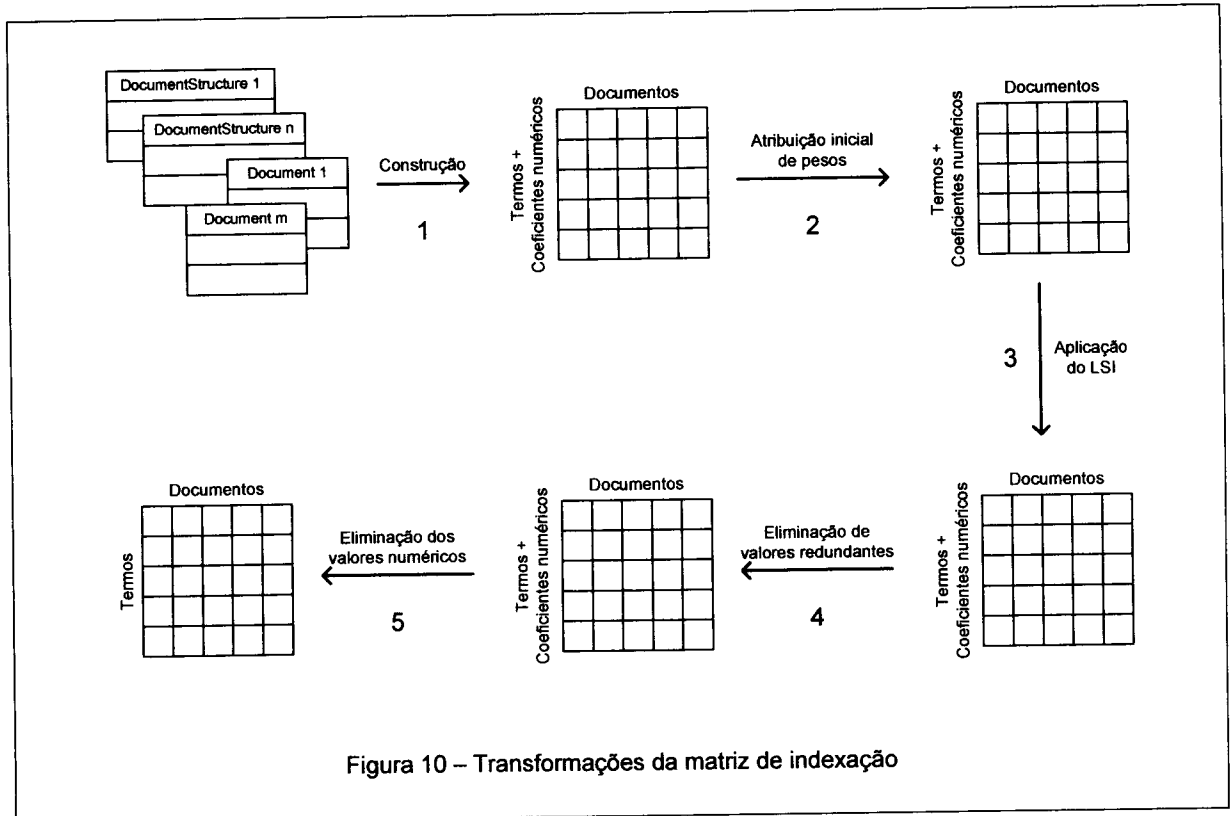 DocumentStructure 1
DocumentStructure n
Document 1
Document m
Construção
1
Documentos
Termos +
Coeficientes numéricos
Atribuição inicial
de pesos
2
Documentos
Termos +
Coeficientes numéricos
3
Aplicação
do LSI
Documentos
Termos +
Coeficientes numéricos
Eliminação de
valores redundantes
4
Documentos
Termos +
Coeficientes numéricos
Eliminação dos
valores numéricos
5
Documentos
Termos
Figura 10 – Transformações da matriz de indexação